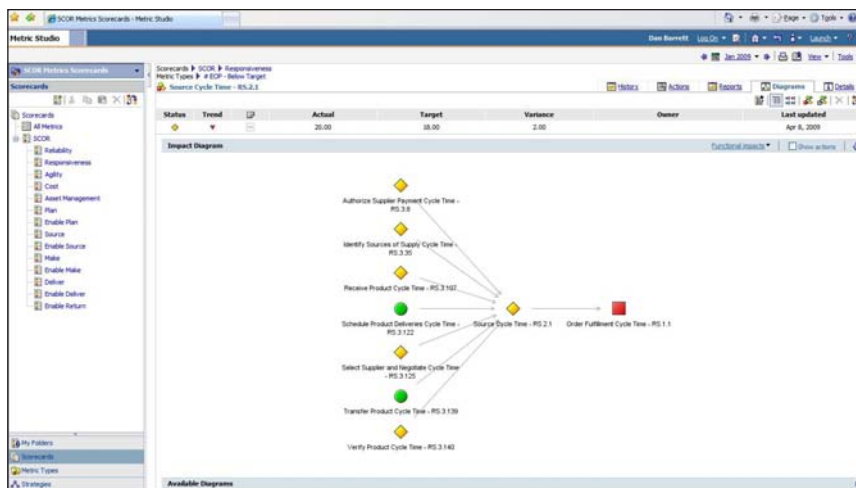 SCOR Metrics Scorecards - Metric Studio
Page
Tools
Metric Studio
Dan Barrett
Log On
Launch
SCOR Metrics Scorecards
Scorecards ▶ SCOR ▶ Responsiveness
Metric Types ▶ # EOP - Below Target
Jan 2009
View
Tools
Scorecards
Source Cycle Time - RS.2.1
History
Actions
Reports
Diagrams
Details
Scorecards
All Metrics
SCOR
Reliability
Responsiveness
Agility
Cost
Asset Management
Plan
Enable Plan
Source
Enable Source
Make
Enable Make
Deliver
Enable Deliver
Enable Return
Status Trend Actual Target Variance Owner Last updated
20.00 18.00 2.00 Apr 8, 2009
Impact Diagram
Functional impacts
Show actions
Authorize Supplier Payment Cycle Time -
RS.3.8
Identify Sources of Supply Cycle Time -
RS.3.35
Receive Product Cycle Time - RS.3.107
Schedule Product Deliveries Cycle Time -
RS.3.122
Source Cycle Time - RS.2.1
Order Fulfillment Cycle Time - RS.1.1
Select Supplier and Negotiate Cycle Time
- RS.3.125
Transfer Product Cycle Time - RS.3.139
Verify Product Cycle Time - RS.3.140
My Folders
Scorecards
Metric Types
Strategies
Available Diagrams